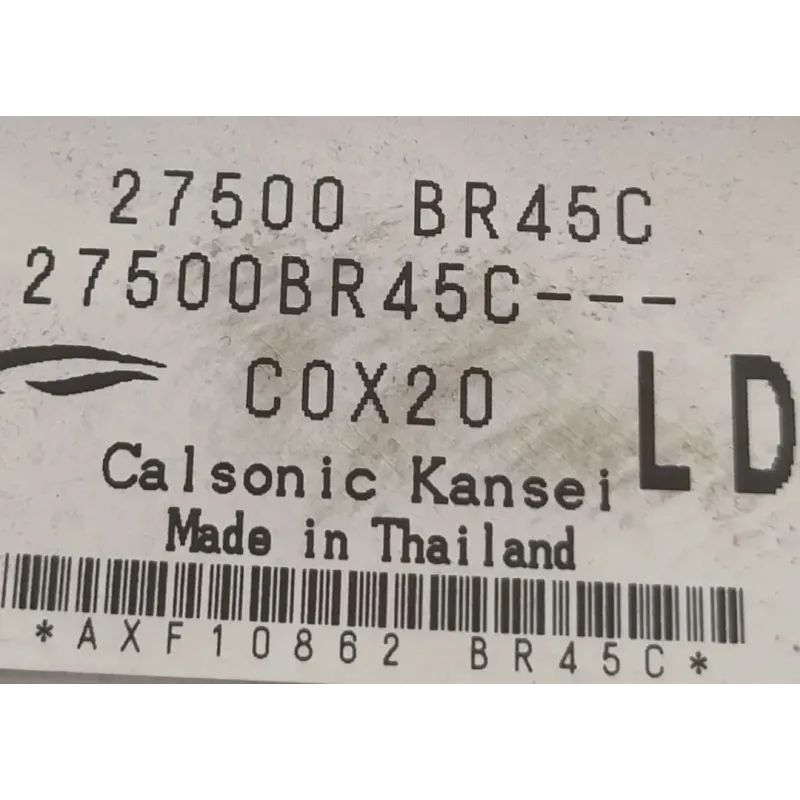 27500 BR45C
27500BR45C---
C0X20
LD
Calsonic Kansei
Made in Thailand
*AXF10862 BR45C*